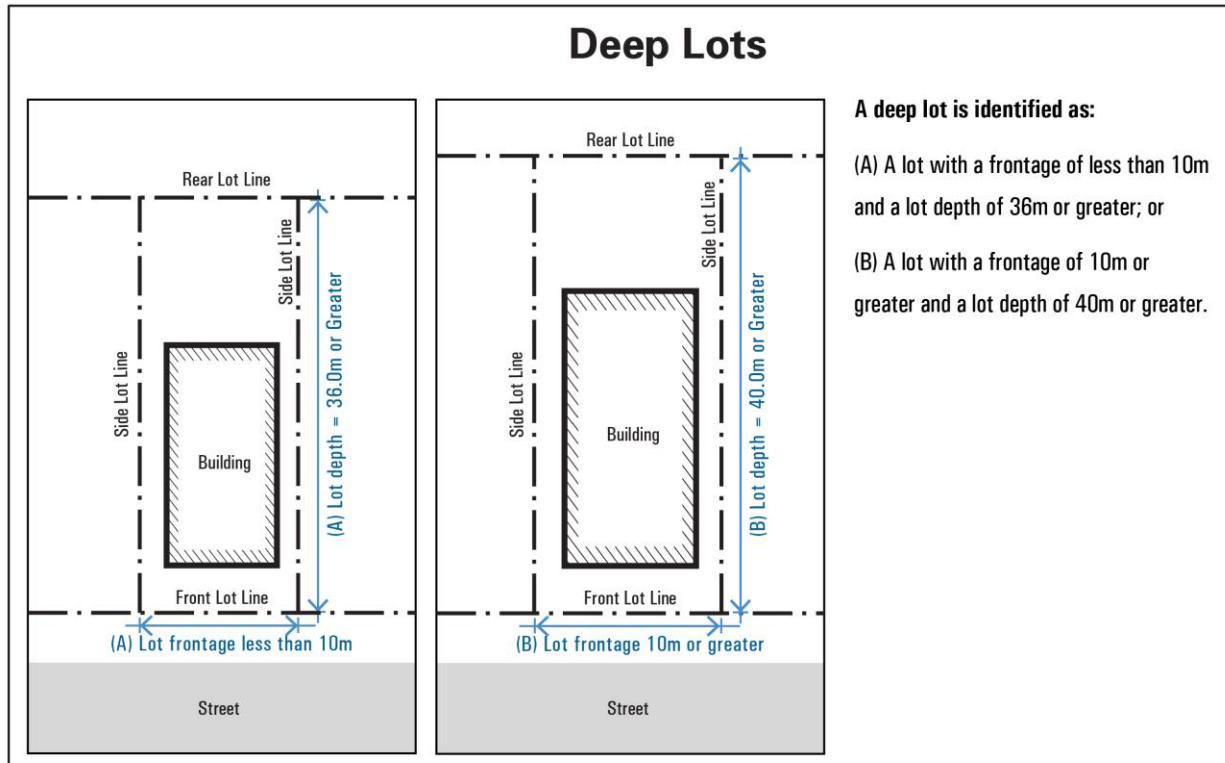 Deep Lots
Rear Lot Line
Side Lot Line
Side Lot Line
(A) Lot depth = 36.0m or Greater
Building
Front Lot Line
(A) Lot frontage less than 10m
Street
Rear Lot Line
Side Lot Line
Side Lot Line
(B) Lot depth = 40.0m or Greater
Building
Front Lot Line
(B) Lot frontage 10m or greater
Street
A deep lot is identified as:
(A) A lot with a frontage of less than 10m
and a lot depth of 36m or greater; or
(B) A lot with a frontage of 10m or
greater and a lot depth of 40m or greater.